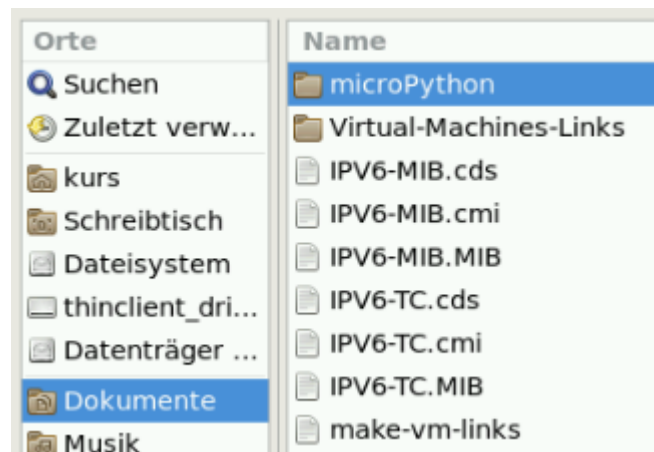 Orte
Suchen
Zuletzt verw...
kurs
Schreibtisch
Dateisystem
thinclient_dri...
Datenträger ...
Dokumente
Musik
Name
microPython
Virtual-Machines-Links
IPV6-MIB.cds
IPV6-MIB.cmi
IPV6-MIB.MIB
IPV6-TC.cds
IPV6-TC.cmi
IPV6-TC.MIB
make-vm-links